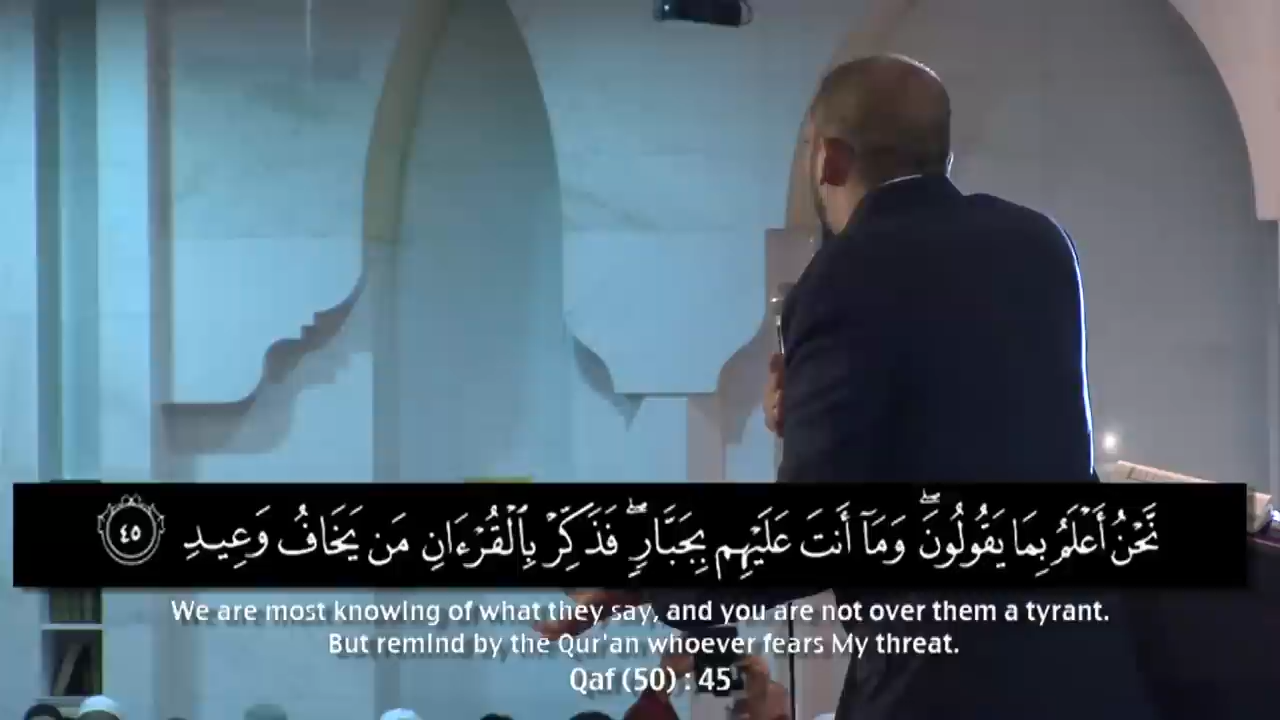 نَّحْنُ أَعْلَمُ بِمَا يَقُولُونَ ۖ وَمَآ أَنتَ عَلَيْهِم بِجَبَّارٍ ۖ فَذَكِّرْ بِٱلْقُرْءَانِ مَن يَخَافُ وَعِيدِ ٤٥
We are most knowing of what they say, and you are not over them a tyrant.
But remind by the Qur'an whoever fears My threat.
Qaf (50) : 45